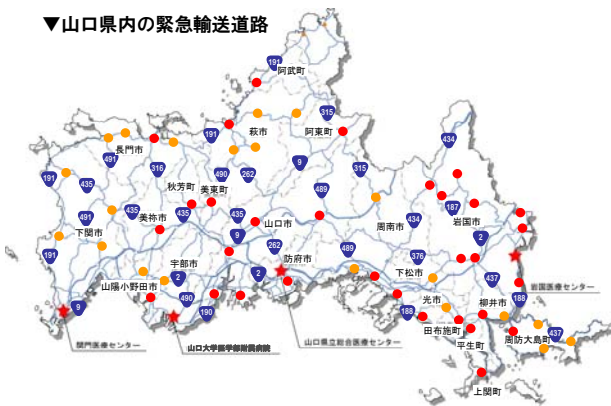 ▼山口県内の緊急輸送道路
191
阿武町
315
191
萩市
阿東町
434
長門市
491
316
490
262
9
315
191
435
489
187
秋芳町
美東町
岩国市
491
435
435
435
山口市
周南市
434
下関市
美祢市
9
2
191
262
489
376
宇部市
防府市
下松市
2
2
437
岩国医療センター
山陽小野田市
490
光市
柳井市
188
9
190
188
田布施町
周防大島町
437
平生町
関門医療センター
山口大学医学部附属病院
山口県立総合医療センター
上関町